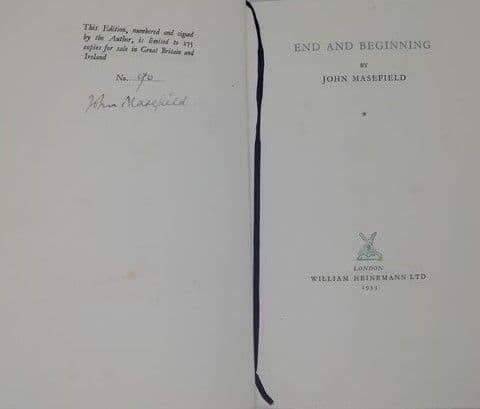 This Edition, numbered and signed
by the Author, is limited to 275
copies for sale in Great Britain and
Ireland
No. 90
John Masefield
END AND BEGINNING
BY
JOHN MASEFIELD
*
LONDON
WILLIAM HEINEMANN LTD
1933